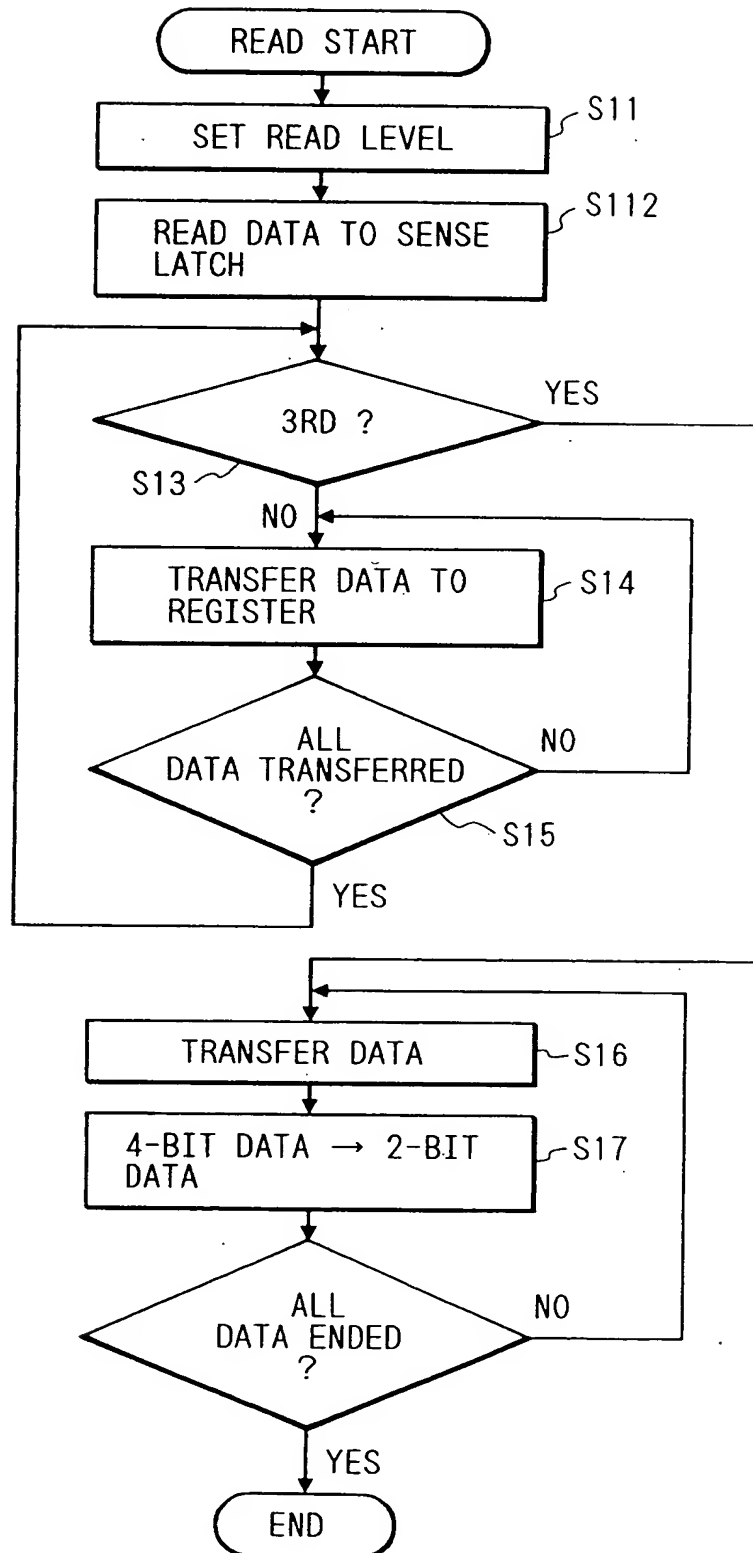 READ START
SET READ LEVEL
S11
READ DATA TO SENSE
LATCH
S112
3RD ?
YES
S13
NO
TRANSFER DATA TO
REGISTER
S14
ALL
DATA TRANSFERRED
?
NO
S15
YES
TRANSFER DATA
S16
4-BIT DATA → 2-BIT
DATA
S17
ALL
DATA ENDED
?
NO
YES
END